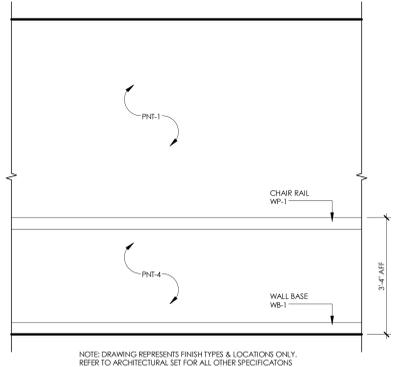 PNT-1
CHAIR RAIL
WP-1
PNT-4
3'-4" AFF
WALL BASE
WB-1
NOTE: DRAWING REPRESENTS FINISH TYPES & LOCATIONS ONLY.
REFER TO ARCHITECTURAL SET FOR ALL OTHER SPECIFICATONS